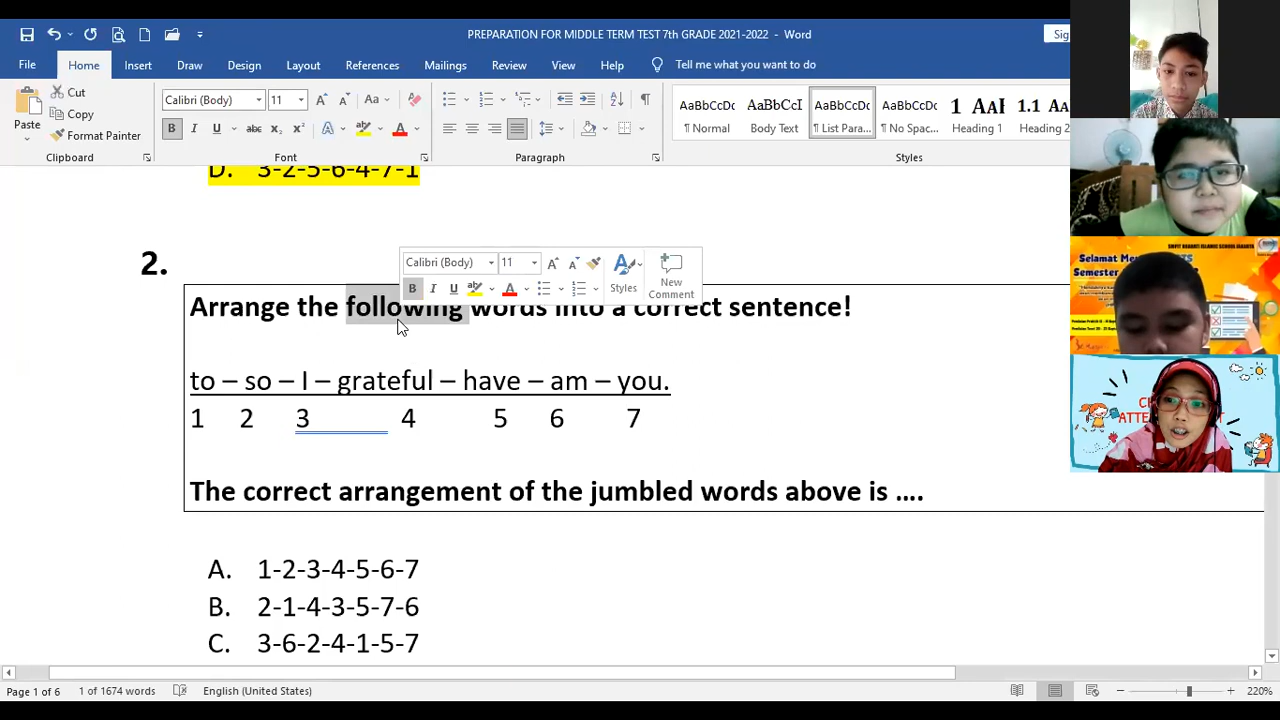 PREPARATION FOR MIDDLE TERM TEST 7th GRADE 2021-2022 - Word
File Home Insert Draw Design Layout References Mailings Review View Help Tell me what you want to do
Paste
Cut
Copy
Format Painter
Clipboard
Calibri (Body) 11
Font
Paragraph
AaBbCcDc AaBbCcI AaBbCcDc AaBbCcDc 1 AaI 1.1
¶ Normal Body Text ¶ List Para... ¶ No Spac... Heading 1 Heading 2
Styles
D. 3-2-5-6-4-7-1
2.
Calibri (Body) 11
Styles
New
Comment
Arrange the following words into a correct sentence!
to – so – I – grateful – have – am – you.
1 2 3 4 5 6 7
The correct arrangement of the jumbled words above is ....
A. 1-2-3-4-5-6-7
B. 2-1-4-3-5-7-6
C. 3-6-2-4-1-5-7
Page 1 of 6 1 of 1674 words English (United States) 220%